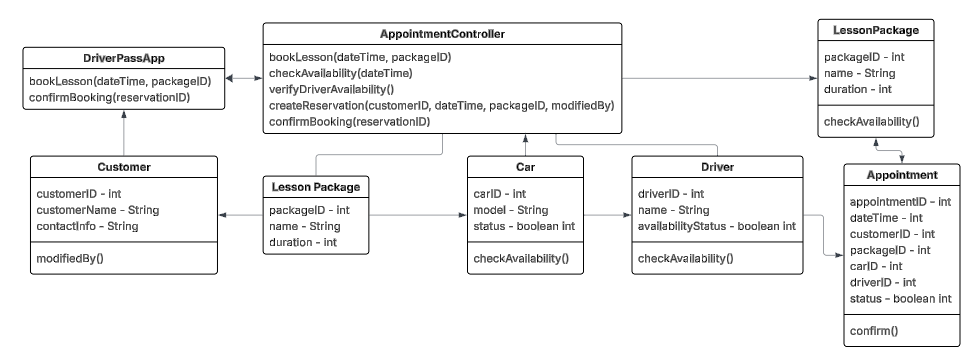 DriverPassApp
bookLesson(dateTime, packageID)
confirmBooking(reservationID)
AppointmentController
bookLesson(dateTime, packageID)
checkAvailability(dateTime)
verifyDriverAvailability()
createReservation(customerID, dateTime, packageID, modifiedBy)
confirmBooking(reservationID)
LessonPackage
packageID - int
name - String
duration - int
checkAvailability()
Customer
customerID - int
customerName - String
contactInfo - String
modifiedBy()
Lesson Package
packageID - int
name - String
duration - int
Car
carID - int
model - String
status - boolean int
checkAvailability()
Driver
driverID - int
name - String
availabilityStatus - boolean int
checkAvailability()
Appointment
appointmentID - int
dateTime - int
customerID - int
packageID - int
carID - int
driverID - int
status - boolean int
confirm()